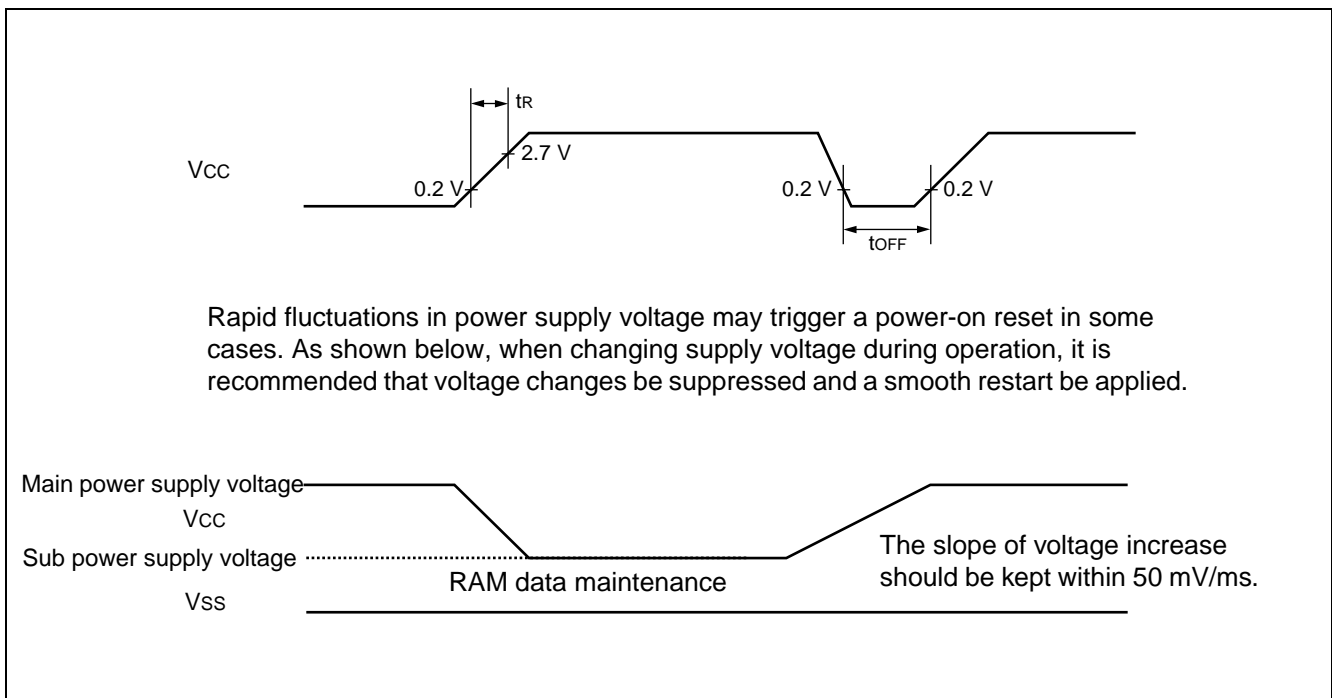 tR
VCC
2.7 V
0.2 V
0.2 V
0.2 V
tOFF
Rapid fluctuations in power supply voltage may trigger a power-on reset in some
cases. As shown below, when changing supply voltage during operation, it is
recommended that voltage changes be suppressed and a smooth restart be applied.
Main power supply voltage
VCC
Sub power supply voltage
RAM data maintenance
The slope of voltage increase
should be kept within 50 mV/ms.
VSS